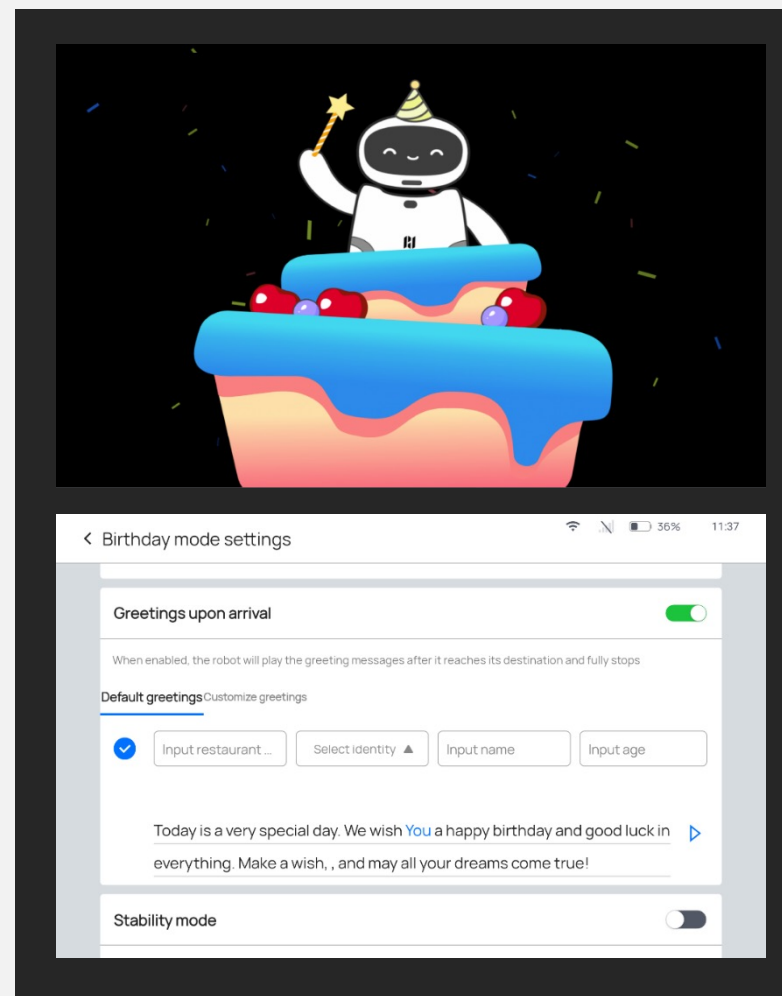 Birthday mode settings
36%
11:37
Greetings upon arrival
When enabled, the robot will play the greeting messages after it reaches its destination and fully stops
Default greetings Customize greetings
Input restaurant ...
Select identity
Input name
Input age
Today is a very special day. We wish You a happy birthday and good luck in
everything. Make a wish, , and may all your dreams come true!
Stability mode